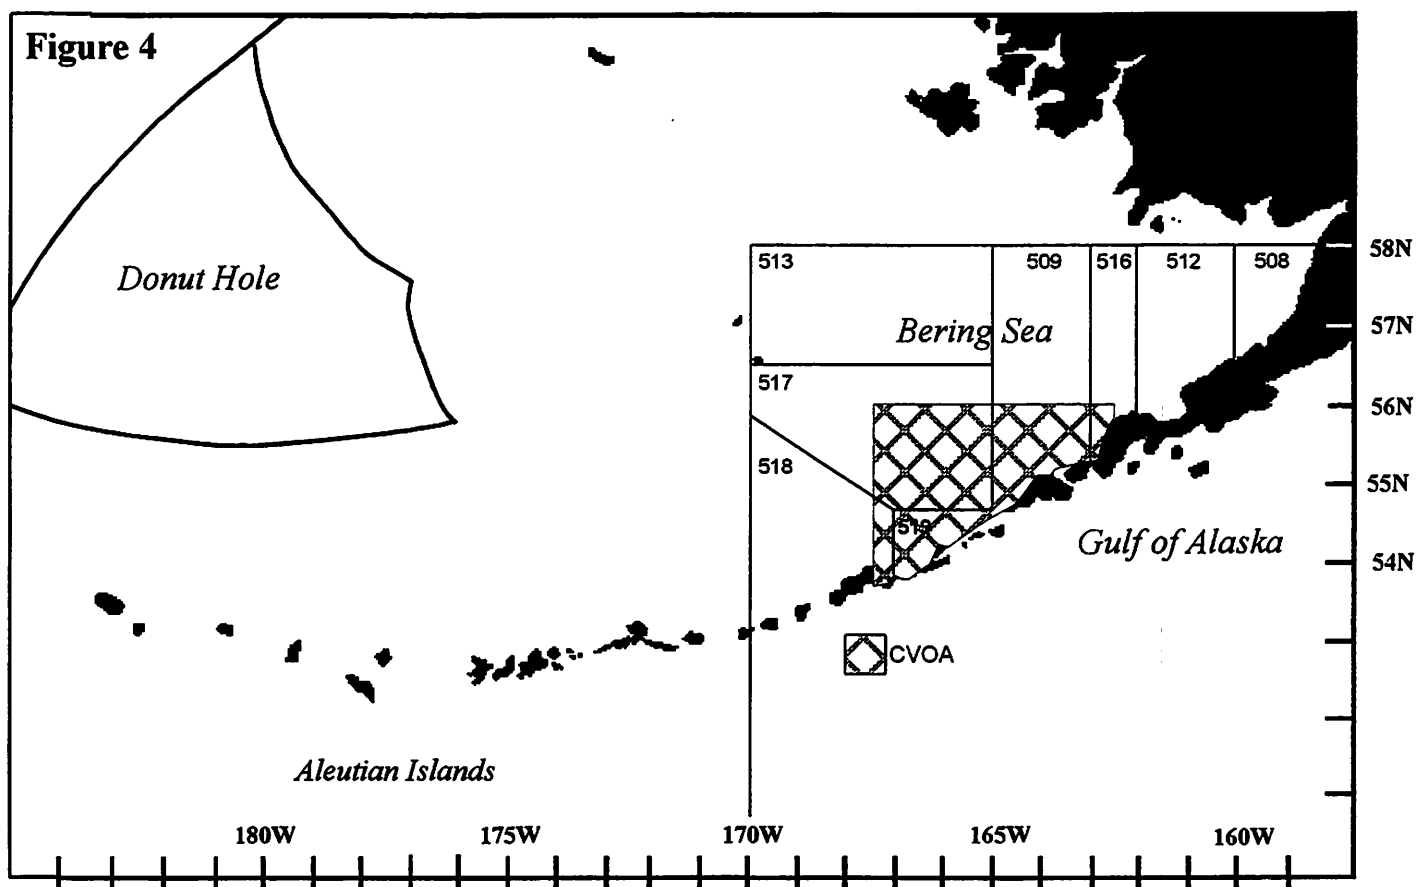 Figure 4
Donut Hole
513
509
516
512
508
58N
Bering Sea
57N
517
56N
518
55N
519
Gulf of Alaska
54N
CVOA
Aleutian Islands
180W
175W
170W
165W
160W